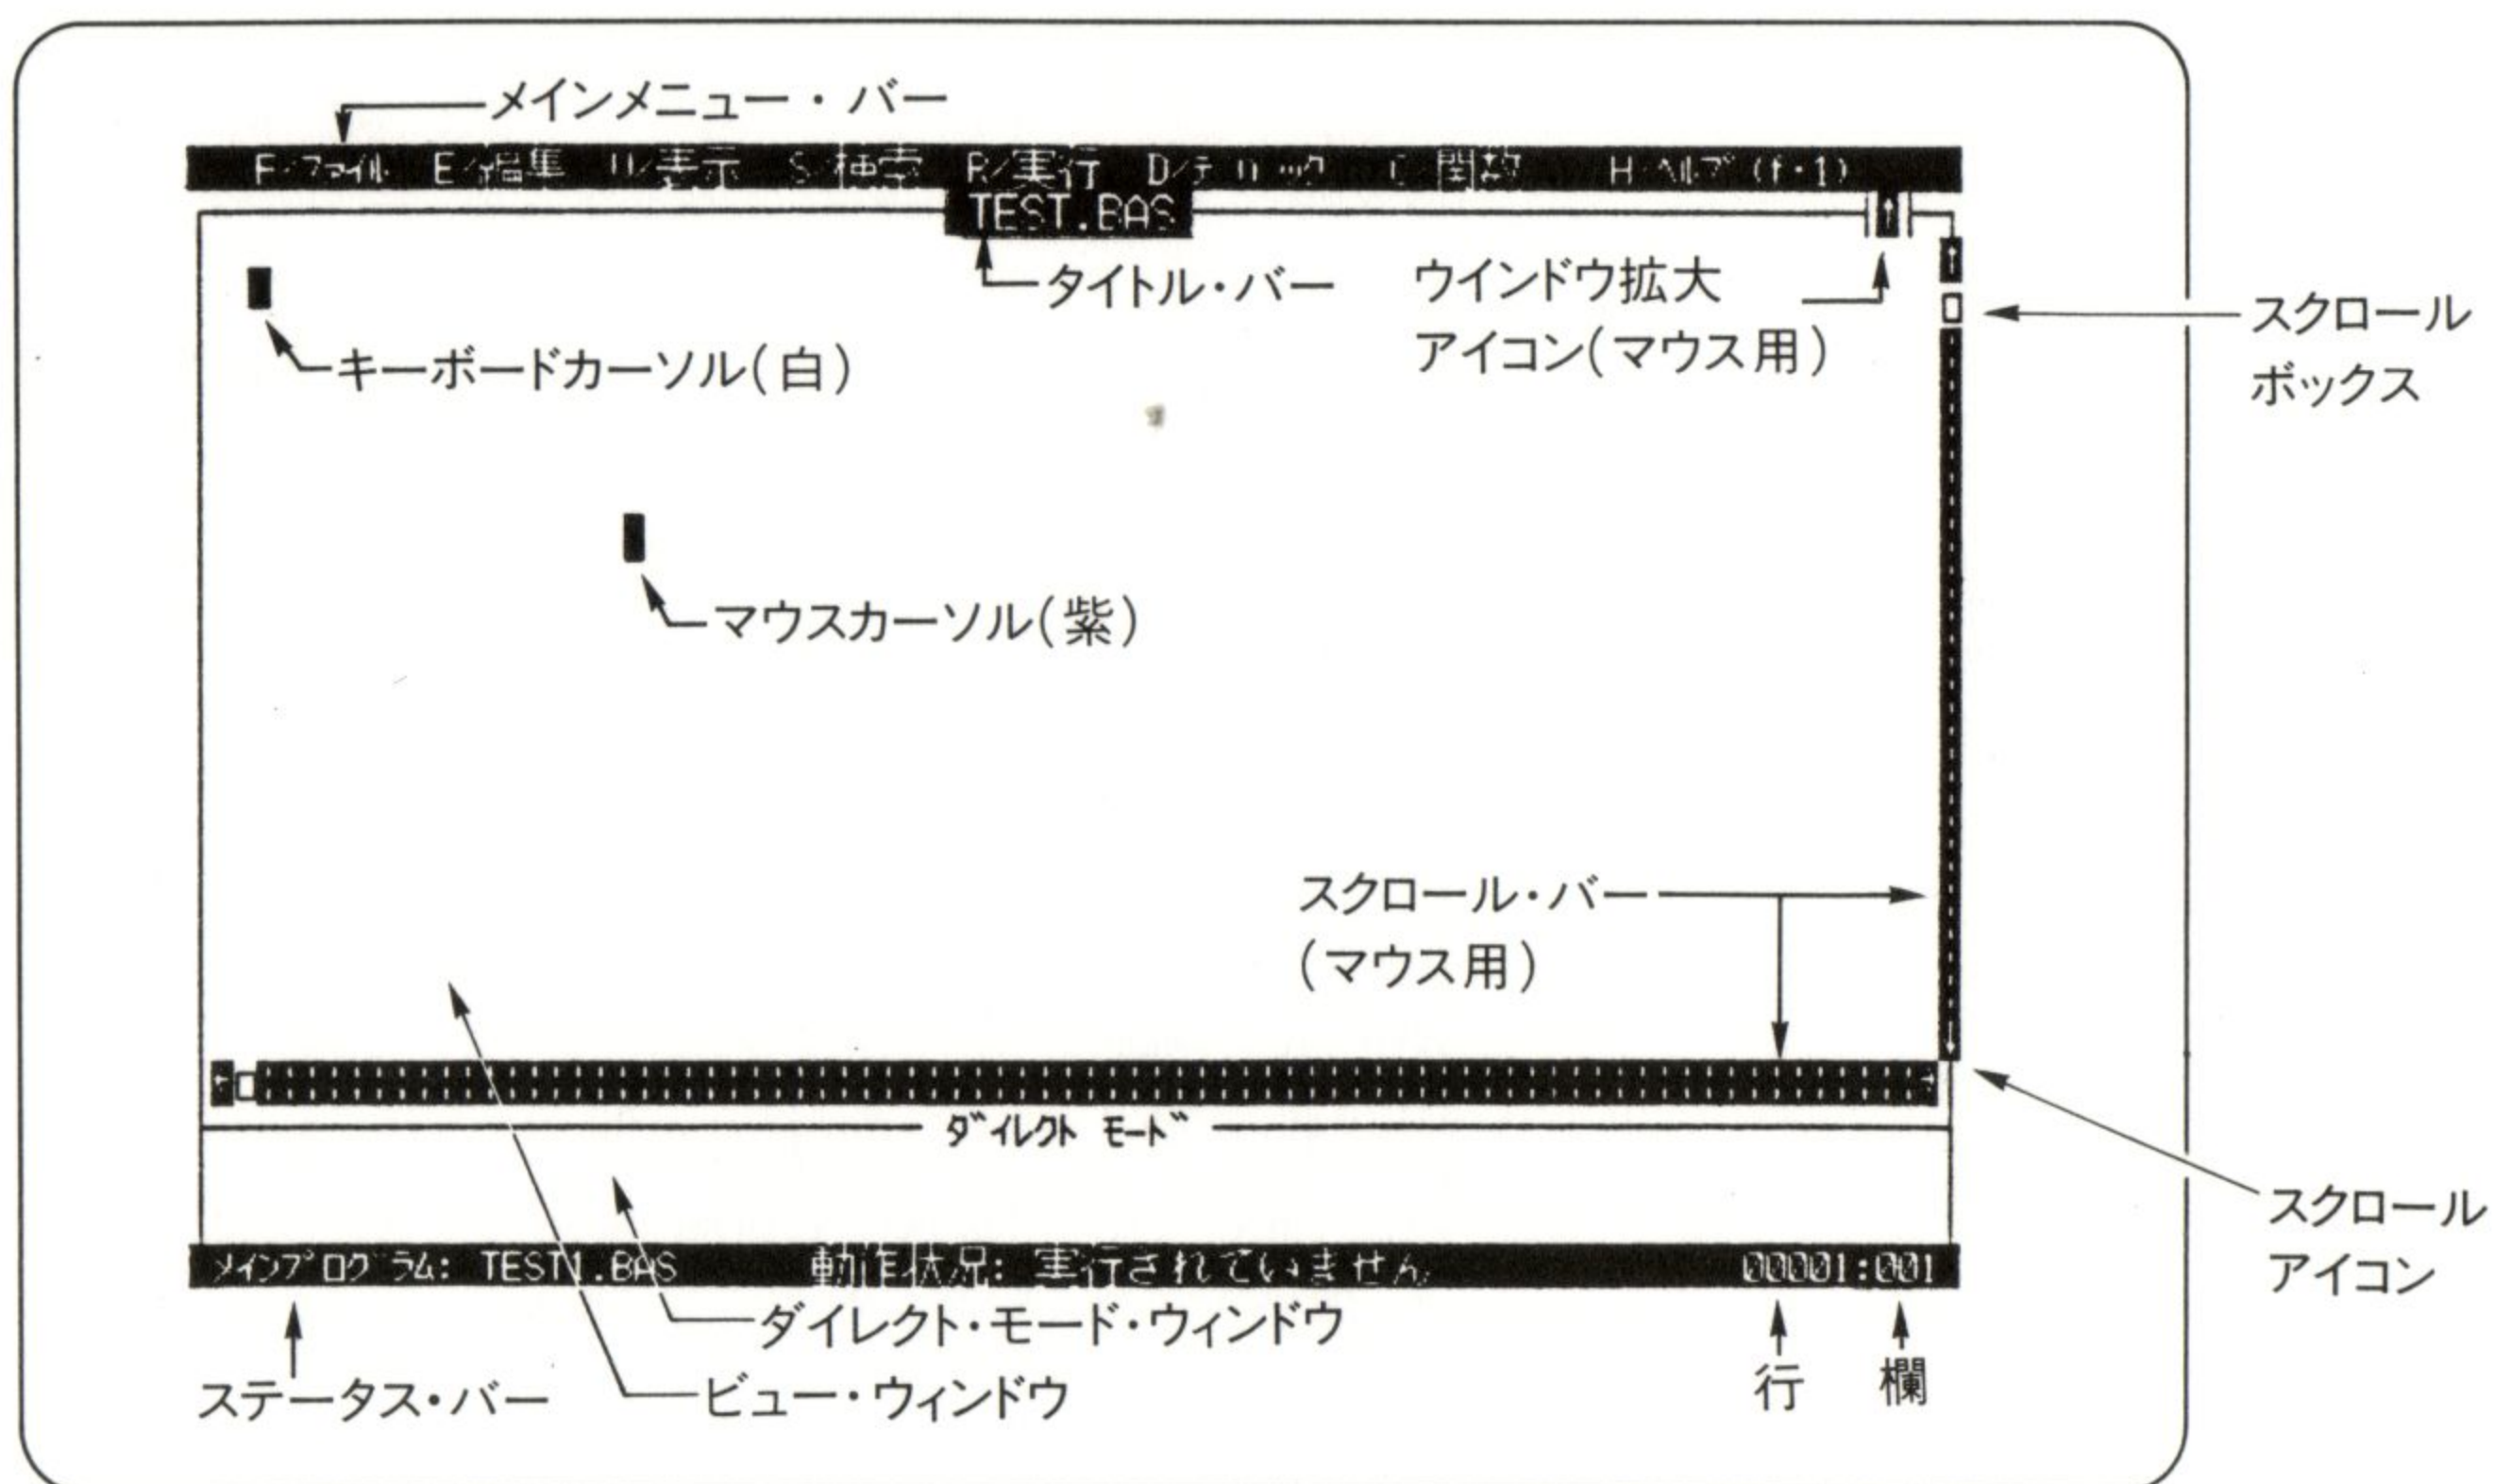 メインメニュー・バー
F/ファイル E/編集 V/表示 S/検索 R/実行 D/デバック C/関数 H/ヘルプ(f・1)
TEST.BAS
タイトル・バー
ウインドウ拡大
アイコン(マウス用)
スクロール
ボックス
キーボードカーソル(白)
マウスカーソル(紫)
スクロール・バー
(マウス用)
ダイレクト モード
メインプログラム: TEST1.BAS 動作状況: 実行されていません 00001:001
スクロール
アイコン
ダイレクト・モード・ウィンドウ
ステータス・バー
ビュー・ウィンドウ
行
欄